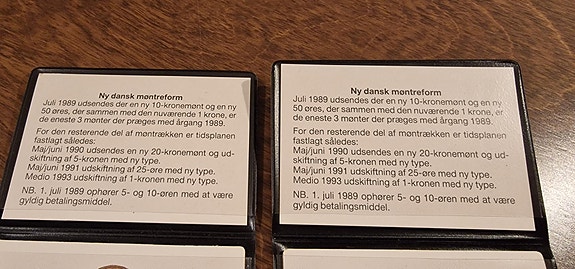 Ny dansk møntreform
Juli 1989 udsendes der en ny 10-kronemønt og en ny
50 øres, der sammen med den nuværende 1 krone, er
de eneste 3 mønter der præges med årgang 1989.
For den resterende del af møntrækken er tidsplanen
fastlagt således:
Maj/juni 1990 udsendes en ny 20-kronemønt og ud-
skiftning af 5-kronen med ny type.
Maj/juni 1991 udskiftning af 25-øre med ny type.
Medio 1993 udskiftning af 1-kronen med ny type.
NB. 1. juli 1989 ophører 5- og 10-øren med at være
gyldig betalingsmiddel.
Ny dansk møntreform
Juli 1989 udsendes der en ny 10-kronemønt og en ny
50 øres, der sammen med den nuværende 1 krone, er
de eneste 3 mønter der præges med årgang 1989.
For den resterende del af møntrækken er tidsplanen
fastlagt således:
Maj/juni 1990 udsendes en ny 20-kronemønt og ud-
skiftning af 5-kronen med ny type.
Maj/juni 1991 udskiftning af 25-øre med ny type.
Medio 1993 udskiftning af 1-kronen med ny type.
NB. 1. juli 1989 ophører 5- og 10-øren med at være
gyldig betalingsmiddel.